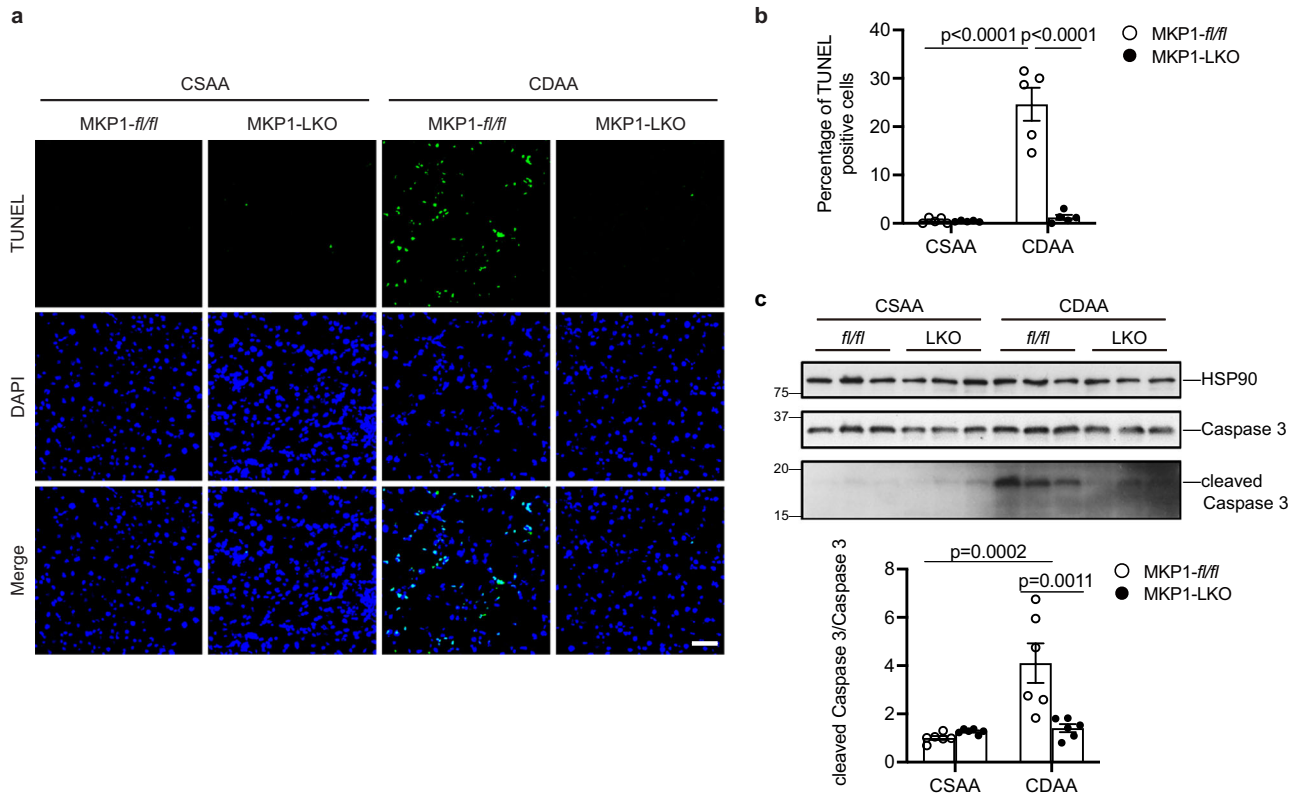 a
CSAA CDAA
MKP1-fl/fl MKP1-LKO MKP1-fl/fl MKP1-LKO
TUNEL
DAPI
Merge
b
p<0.0001 p<0.0001
MKP1-fl/fl
MKP1-LKO
Percentage of TUNEL
positive cells
40
30
20
10
0
CSAA CDAA
c
CSAA CDAA
fl/fl LKO fl/fl LKO
75 HSP90
37
Caspase 3
20
cleaved
Caspase 3
15
p=0.0002
p=0.0011
MKP1-fl/fl
MKP1-LKO
cleaved Caspase 3/Caspase 3
8
6
4
2
0
CSAA CDAA